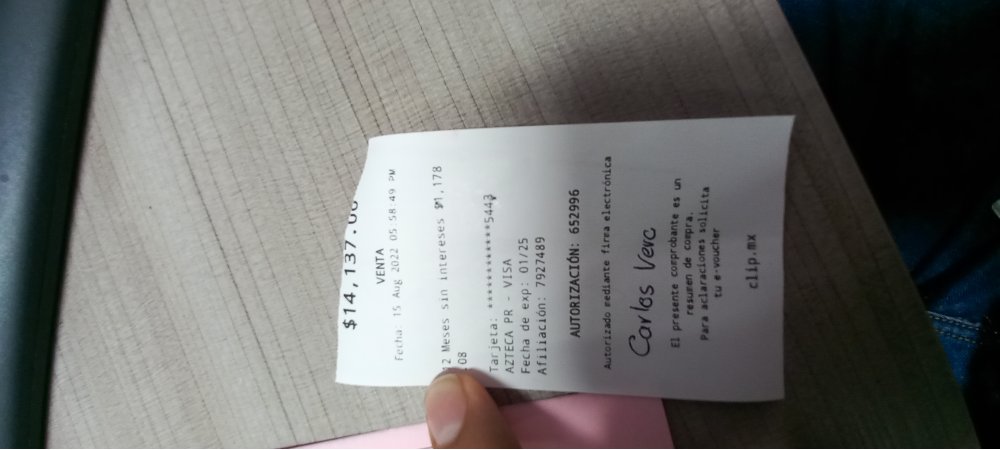 $14,137.00
VENTA
Fecha: 15 Aug 2022 05:58:49 PM
12 Meses sin intereses $1,178
.08
Tarjeta: ************5443
AZTECA PR - VISA
Fecha de exp: 01/25
Afiliación: 7927489
AUTORIZACIÓN: 652996
Autorizado mediante firma electrónica
Carlos Vera
El presente comprobante es un
resumen de compra.
Para aclaraciones solicita
tu e-voucher
clip.mx